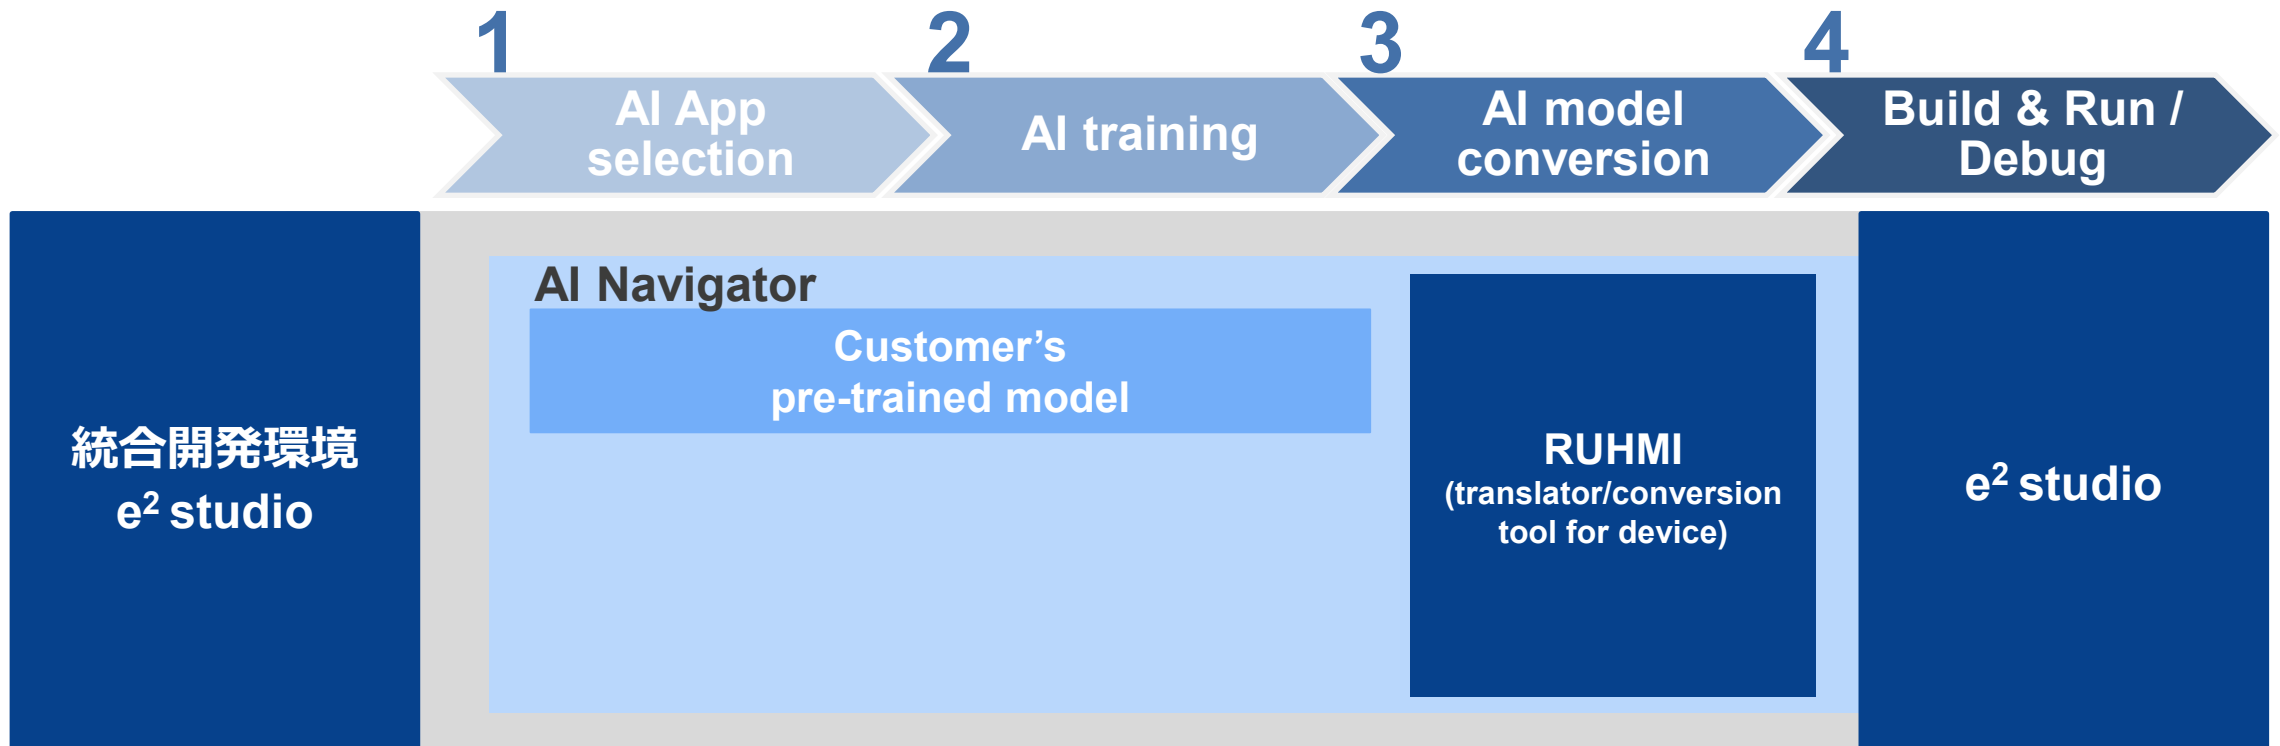 1
2
3
4
AI App
selection
AI training
AI model
conversion
Build & Run /
Debug
統合開発環境
e² studio
AI Navigator
Customer’s
pre-trained model
RUHMI
(translator/conversion
tool for device)
e² studio